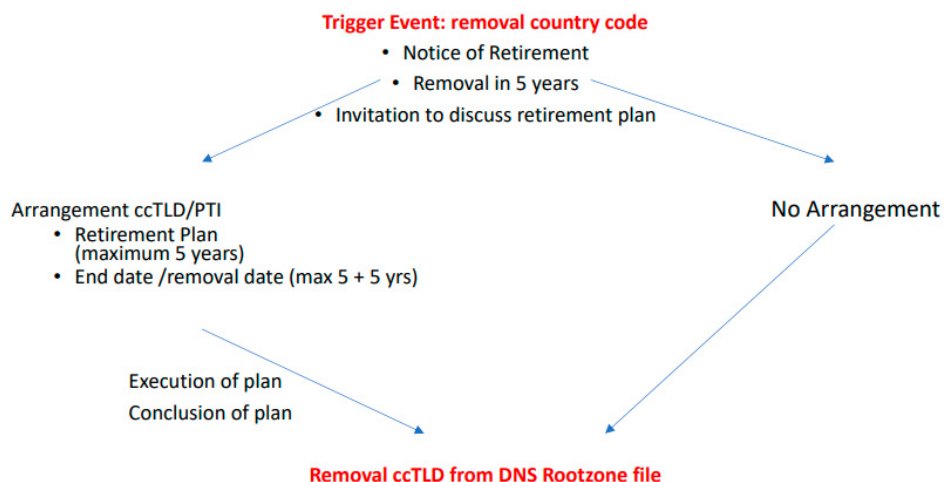 Trigger Event: removal country code
• Notice of Retirement
• Removal in 5 years
• Invitation to discuss retirement plan
Arrangement ccTLD/PTI
• Retirement Plan
(maximum 5 years)
• End date /removal date (max 5 + 5 yrs)
No Arrangement
Execution of plan
Conclusion of plan
Removal ccTLD from DNS Rootzone file